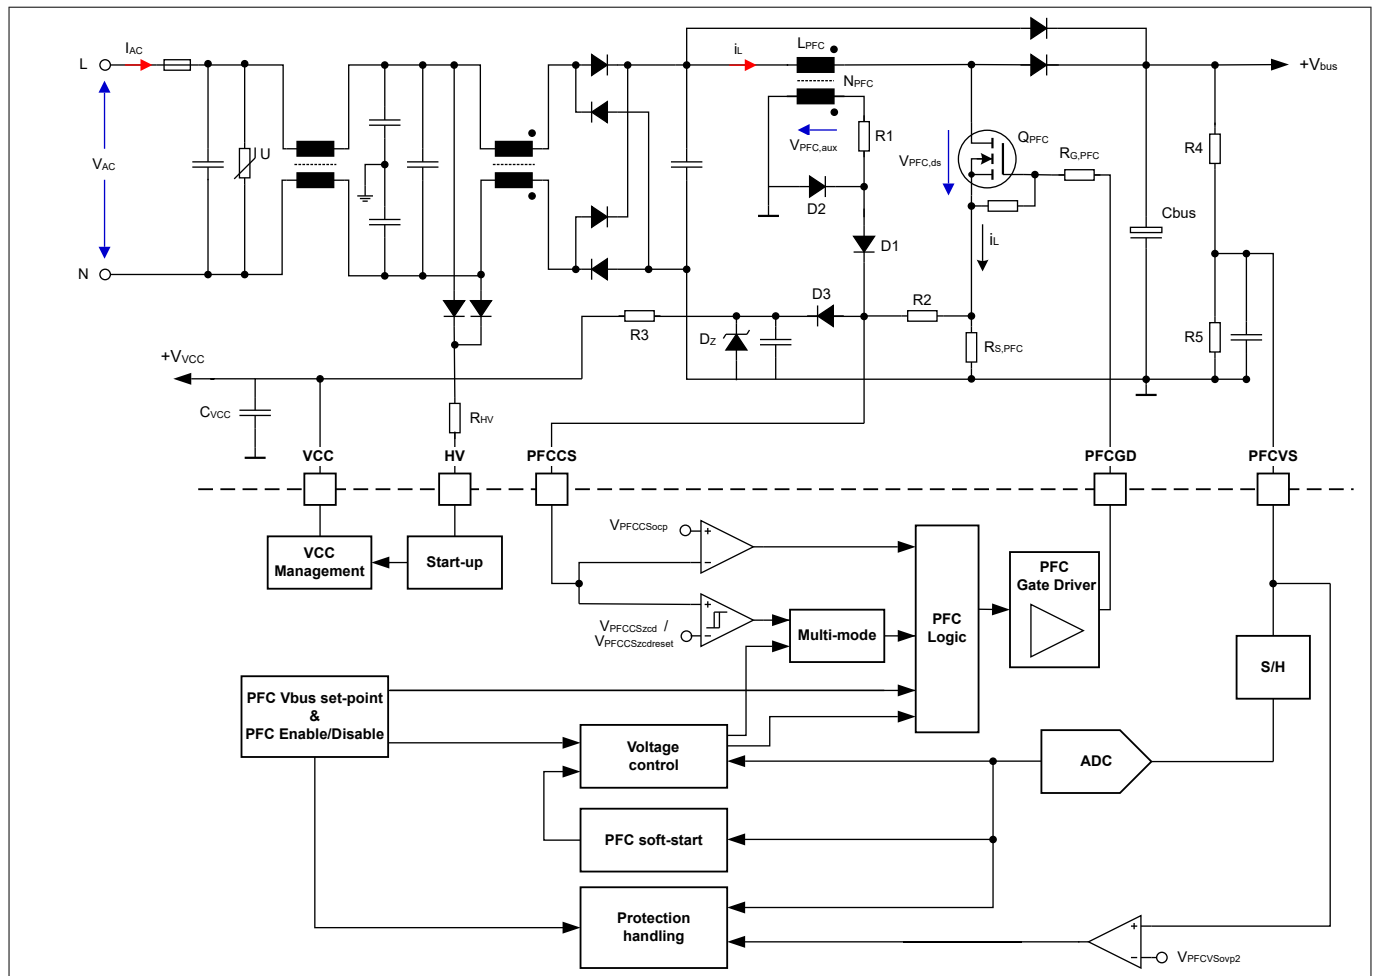 IAC
L
VAC
N
U
iL
LPFC
NPFC
VPFC,aux
R1
D2
D1
VPFC,ds
QPFC
RG,PFC
iL
+Vbus
R4
Cbus
R5
D3
R2
R3
DZ
RS,PFC
+VVCC
CVCC
RHV
VCC
HV
PFCCS
PFCGD
PFCVS
VPFCCSocp
+
−
VCC
Management
Start-up
PFC
Gate Driver
+
−
VPFCCSzcd /
VPFCCSzcdreset
Multi-mode
PFC
Logic
S/H
PFC Vbus set-point
&
PFC Enable/Disable
Voltage
control
ADC
PFC soft-start
Protection
handling
+
−
VPFCVSovp2